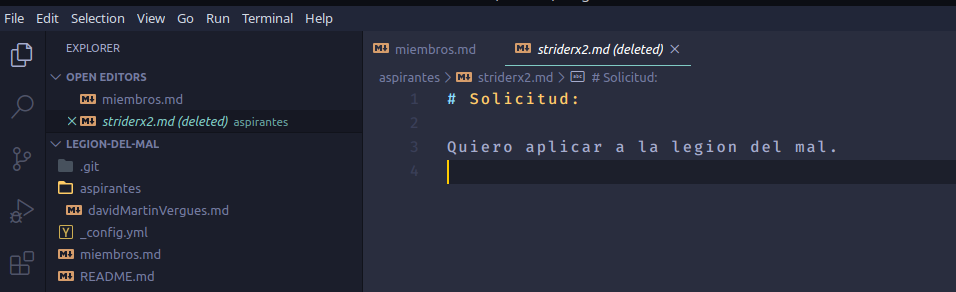 File Edit Selection View Go Run Terminal Help
EXPLORER
OPEN EDITORS
miembros.md
striderx2.md (deleted) aspirantes
LEGION-DEL-MAL
.git
aspirantes
davidMartinVergues.md
_config.yml
miembros.md
README.md
miembros.md striderx2.md (deleted)
aspirantes > striderx2.md > # Solicitud:
1 # Solicitud:
2
3 Quiero aplicar a la legion del mal.
4